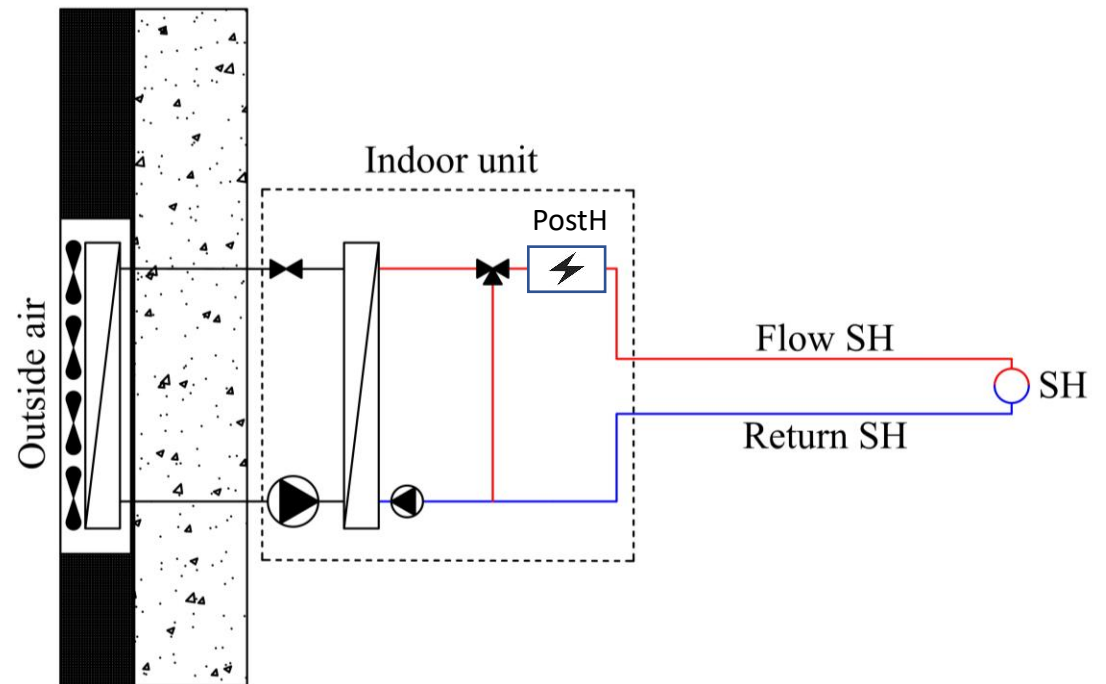 Outside air
Indoor unit
PostH
Flow SH
SH
Return SH